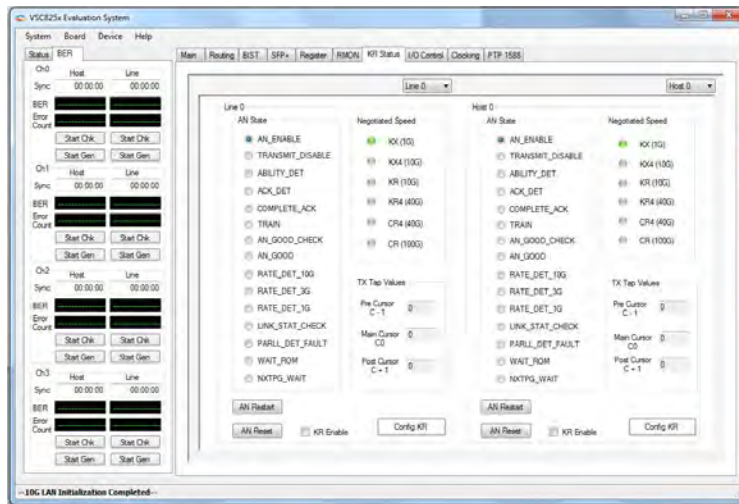 VSC825x Evaluation System
System Board Device Help
Status BER
Main Routing BIST SFP+ Register RMON KR Status I/O Control Clocking PTP 1588
Ch0
Host Line
Sync 00:00:00 00:00:00
BER
Error Count
Start Chk Start Chk
Start Gen Start Gen
Ch1
Host Line
Sync 00:00:00 00:00:00
BER
Error Count
Start Chk Start Chk
Start Gen Start Gen
Ch2
Host Line
Sync 00:00:00 00:00:00
BER
Error Count
Start Chk Start Chk
Start Gen Start Gen
Ch3
Host Line
Sync 00:00:00 00:00:00
BER
Error Count
Start Chk Start Chk
Start Gen Start Gen
Line 0
Line 0
AN State
AN_ENABLE
TRANSMIT_DISABLE
ABILITY_DET
ACK_DET
COMPLETE_ACK
TRAIN
AN_GOOD_CHECK
AN_GOOD
RATE_DET_10G
RATE_DET_3G
RATE_DET_1G
LINK_STAT_CHECK
PARLL_DET_FAULT
WAIT_ROM
NXTPG_WAIT
Negotiated Speed
KX (1G)
KX4 (10G)
KR (10G)
KR4 (40G)
CR4 (40G)
CR (100G)
TX Tap Values
Pre Cursor C - 1 0
Main Cursor C0 0
Post Cursor C + 1 0
AN Restart
AN Reset KR Enable Config KR
Host 0
Host 0
AN State
AN_ENABLE
TRANSMIT_DISABLE
ABILITY_DET
ACK_DET
COMPLETE_ACK
TRAIN
AN_GOOD_CHECK
AN_GOOD
RATE_DET_10G
RATE_DET_3G
RATE_DET_1G
LINK_STAT_CHECK
PARLL_DET_FAULT
WAIT_ROM
NXTPG_WAIT
Negotiated Speed
KX (1G)
KX4 (10G)
KR (10G)
KR4 (40G)
CR4 (40G)
CR (100G)
TX Tap Values
Pre Cursor C - 1 0
Main Cursor C0 0
Post Cursor C + 1 0
AN Restart
AN Reset KR Enable Config KR
--10G LAN Initialization Completed--